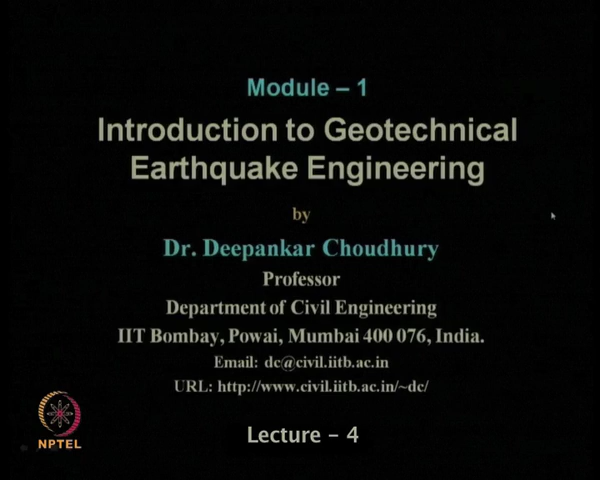 Module – 1
Introduction to Geotechnical
Earthquake Engineering
by
Dr. Deepankar Choudhury
Professor
Department of Civil Engineering
IIT Bombay, Powai, Mumbai 400 076, India.
Email: dc@civil.iitb.ac.in
URL: http://www.civil.iitb.ac.in/~dc/
Lecture – 4
NPTEL